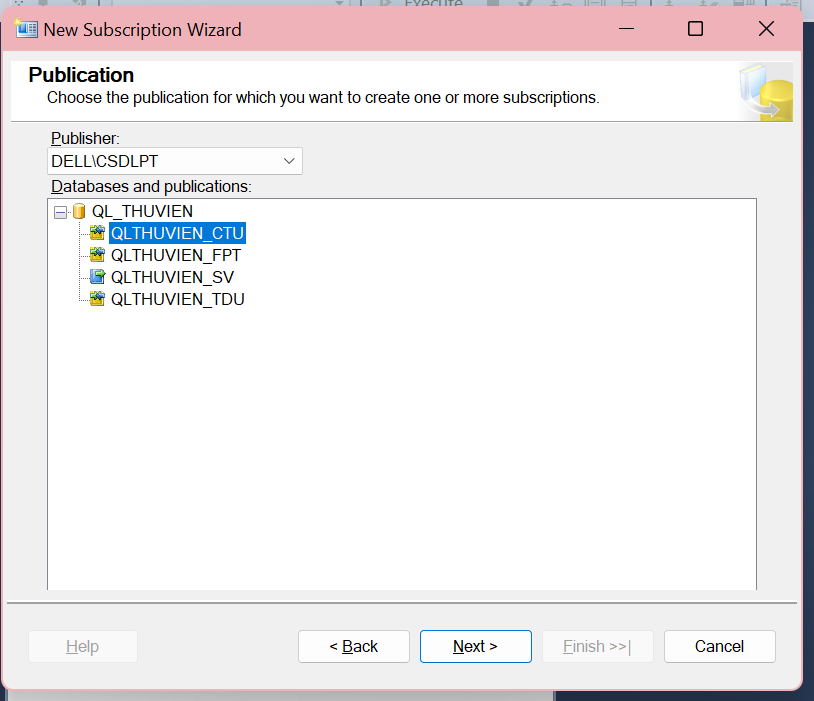 Execute
New Subscription Wizard
Publication
Choose the publication for which you want to create one or more subscriptions.
Publisher:
DELL\CSDLPT
Databases and publications:
QL_THUVIEN
QLTHUVIEN_CTU
QLTHUVIEN_FPT
QLTHUVIEN_SV
QLTHUVIEN_TDU
Help
< Back
Next >
Finish >>|
Cancel